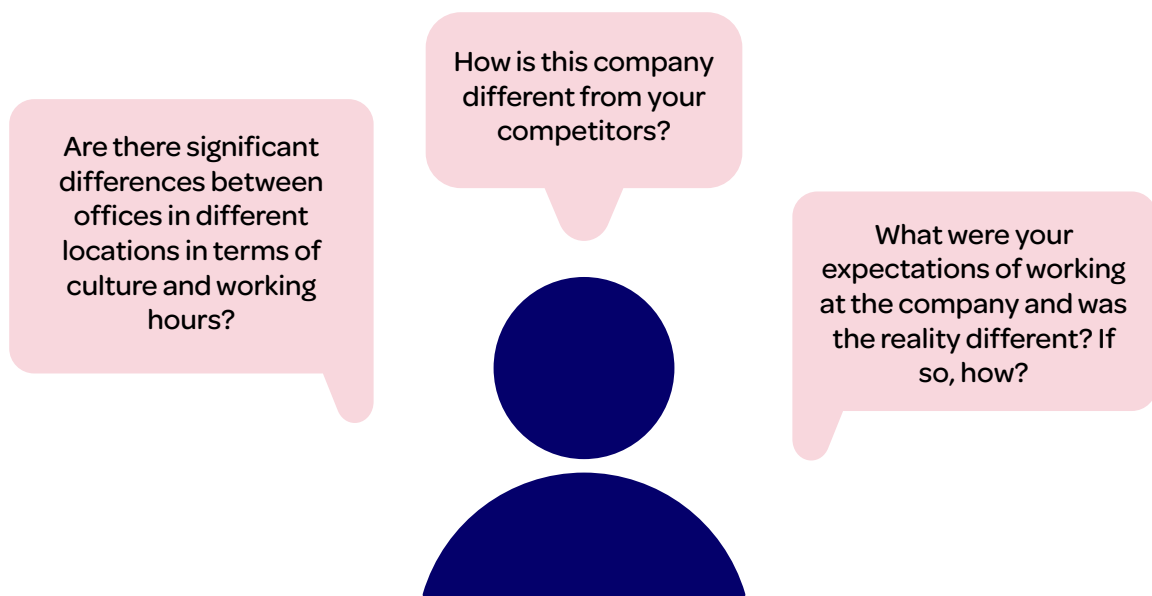 Are there significant
differences between
offices in different
locations in terms of
culture and working
hours?
How is this company
different from your
competitors?
What were your
expectations of working
at the company and was
the reality different? If
so, how?